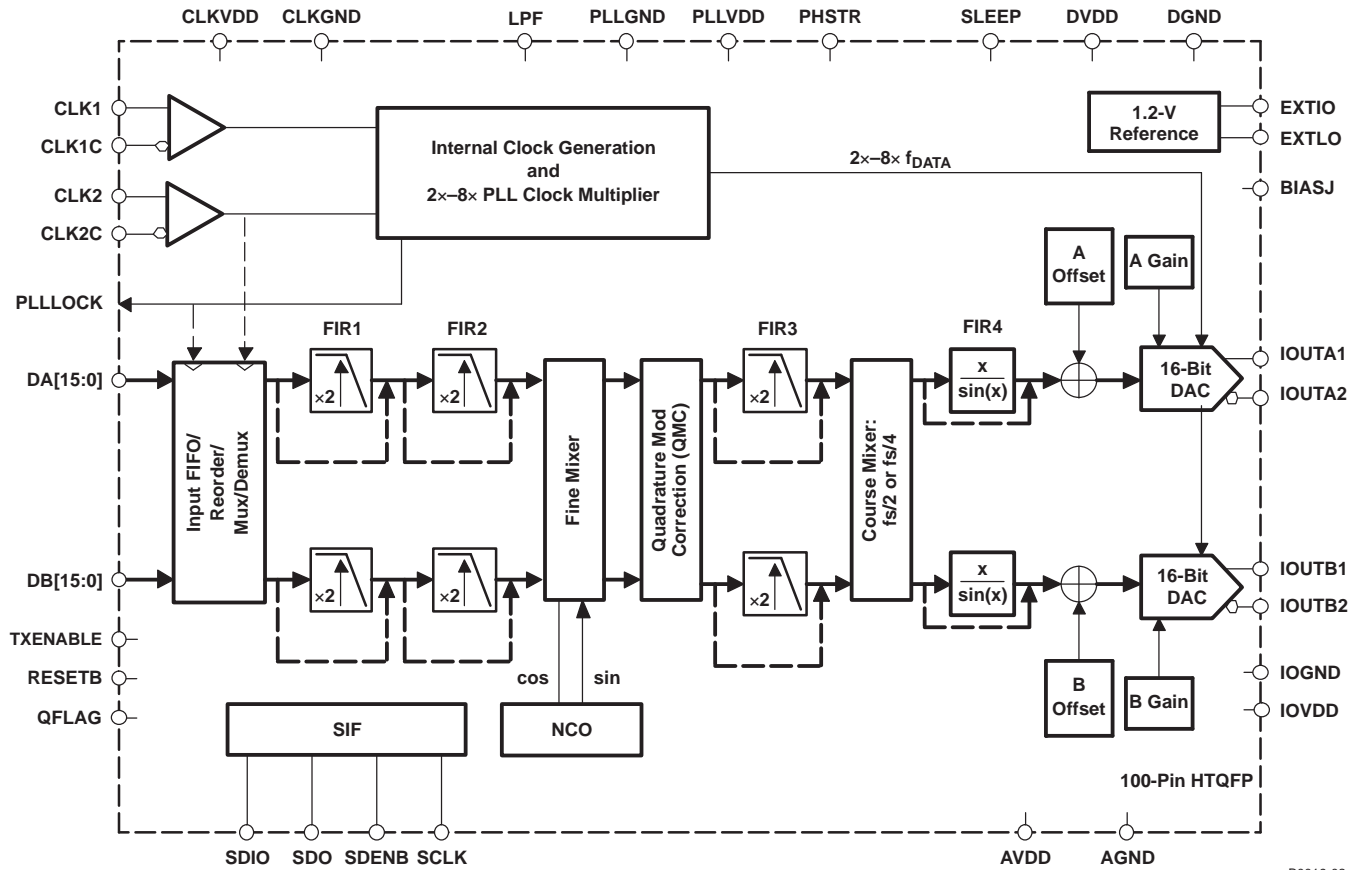 CLKVDD
CLKGND
LPF
PLLGND
PLLVDD
PHSTR
SLEEP
DVDD
DGND
CLK1
CLK1C
CLK2
CLK2C
PLLLOCK
Internal Clock Generation
and
2×–8× PLL Clock Multiplier
2×–8× fDATA
1.2-V
Reference
EXTIO
EXTLO
BIASJ
A
Offset
A Gain
FIR1
FIR2
FIR3
FIR4
DA[15:0]
DB[15:0]
Input FIFO/
Reorder/
Mux/Demux
×2
×2
Fine Mixer
Quadrature Mod
Correction (QMC)
×2
Course Mixer:
fs/2 or fs/4
x
sin(x)
16-Bit
DAC
IOUTA1
IOUTA2
×2
×2
×2
x
sin(x)
16-Bit
DAC
IOUTB1
IOUTB2
TXENABLE
RESETB
QFLAG
cos
sin
NCO
SIF
B
Offset
B Gain
IOGND
IOVDD
100-Pin HTQFP
SDIO
SDO
SDENB
SCLK
AVDD
AGND